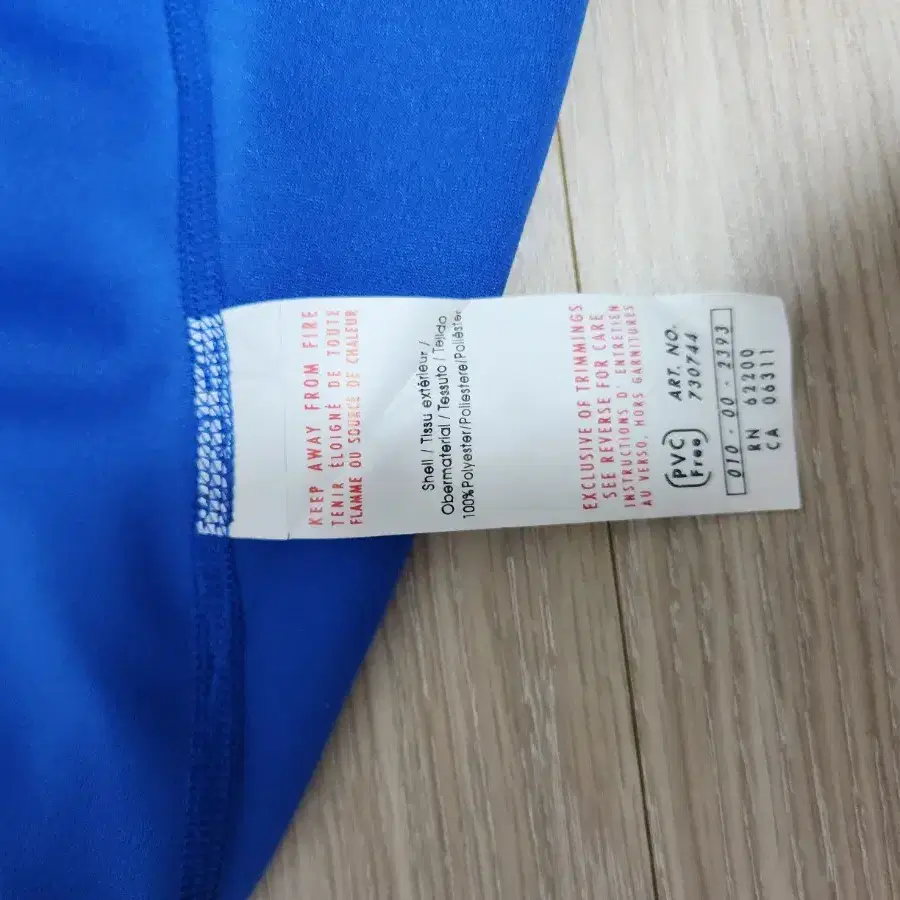 KEEP AWAY FROM FIRE
TENIR ÉLOIGNÉ DE TOUTE
FLAMME OU SOURCE DE CHALEUR
Shell / Tissu extérieur /
Obermaterial / Tessuto / Tejido
100%Polyester/Poliestere/Poliéster
EXCLUSIVE OF TRIMMINGS
SEE REVERSE FOR CARE
INSTRUCTIONS D' ENTRETIEN
AU VERSO, HORS GARNITURES
PVC
Free
ART. NO.
730744
010 - 00 - 2393
RN 62200
CA 06311